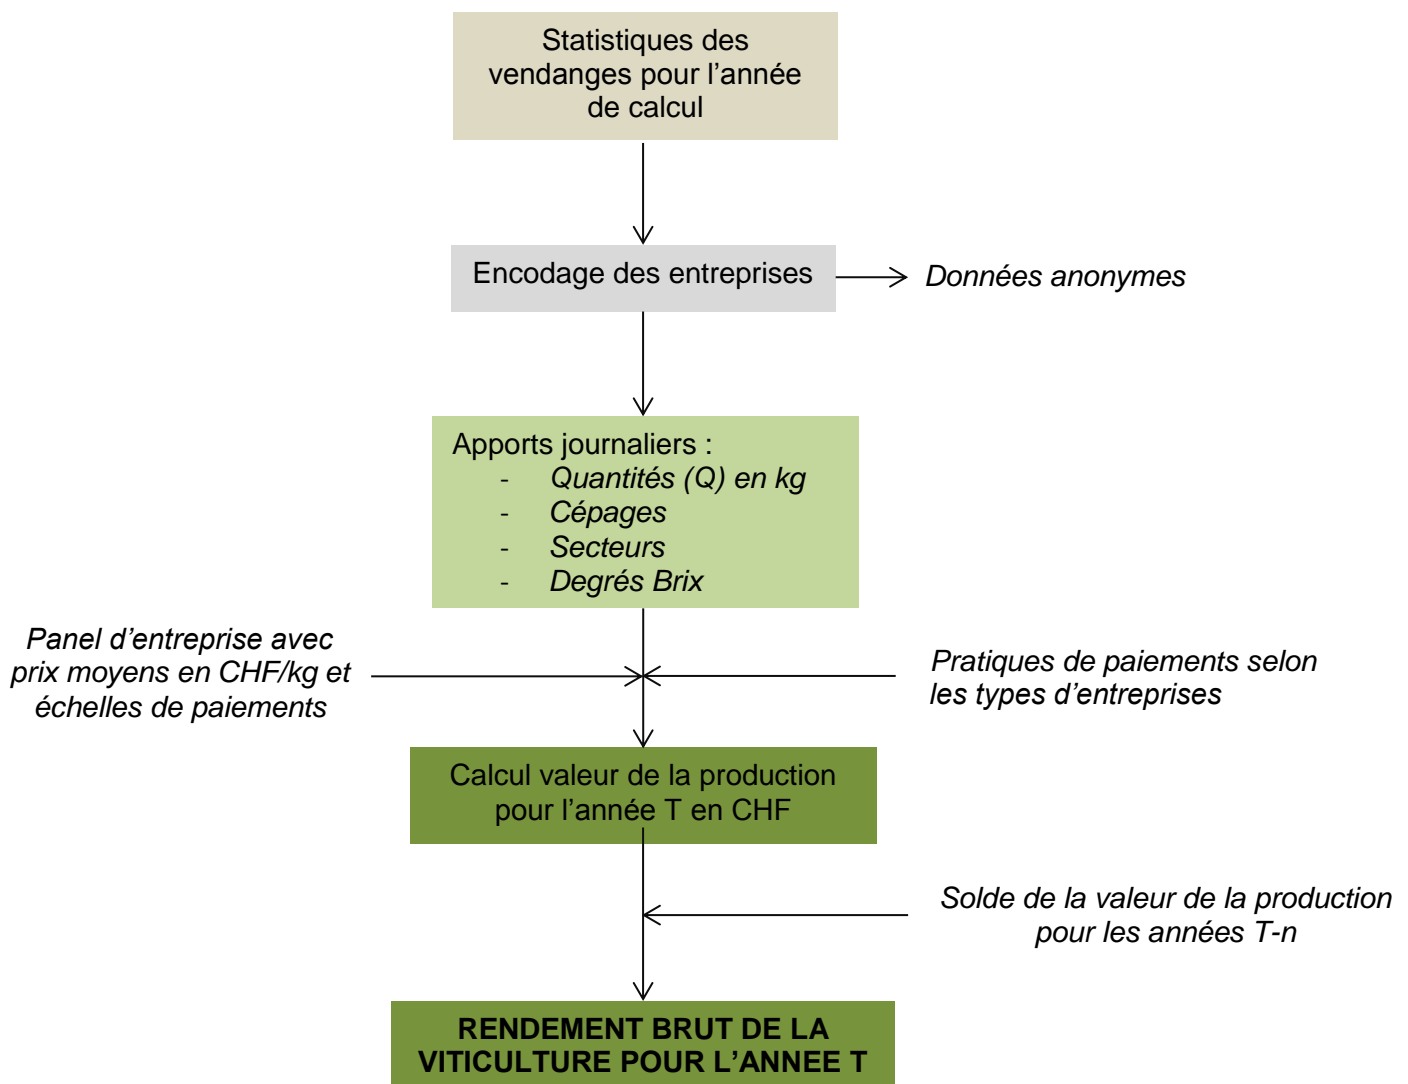 Statistiques des
vendanges pour l’année
de calcul
Encodage des entreprises
Données anonymes
Apports journaliers :
- Quantités (Q) en kg
- Cépages
- Secteurs
- Degrés Brix
Panel d’entreprise avec
prix moyens en CHF/kg et
échelles de paiements
Pratiques de paiements selon
les types d’entreprises
Calcul valeur de la production
pour l’année T en CHF
Solde de la valeur de la production
pour les années T-n
RENDEMENT BRUT DE LA
VITICULTURE POUR L’ANNEE T